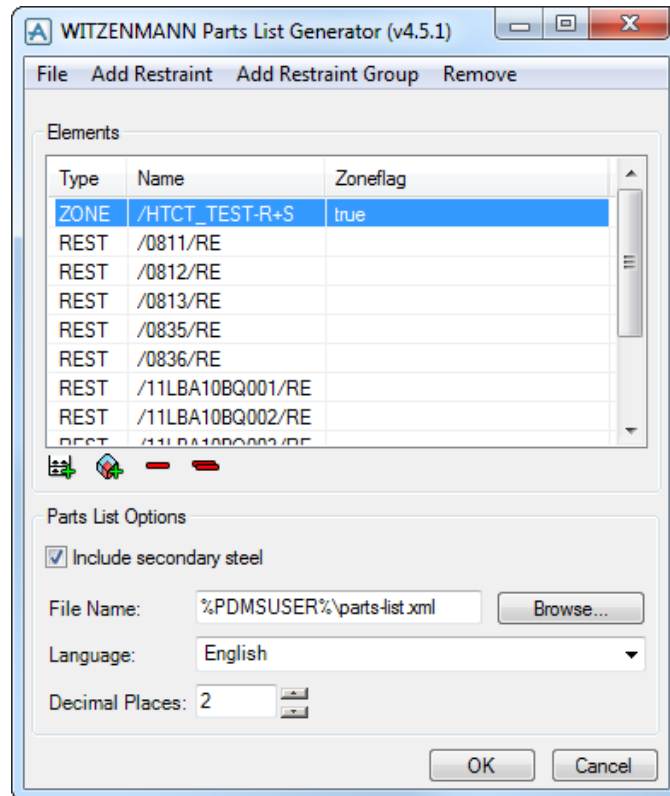 WITZENMANN Parts List Generator (v4.5.1)
File Add Restraint Add Restraint Group Remove
Elements
Type Name Zoneflag
ZONE /HTCT_TEST-R+S true
REST /0811/RE
REST /0812/RE
REST /0813/RE
REST /0835/RE
REST /0836/RE
REST /11LBA10BQ001/RE
REST /11LBA10BQ002/RE
REST /11LBA10BQ003/RE
Parts List Options
Include secondary steel
File Name: %PDMSUSER%\parts-list.xml Browse...
Language: English
Decimal Places: 2
OK Cancel